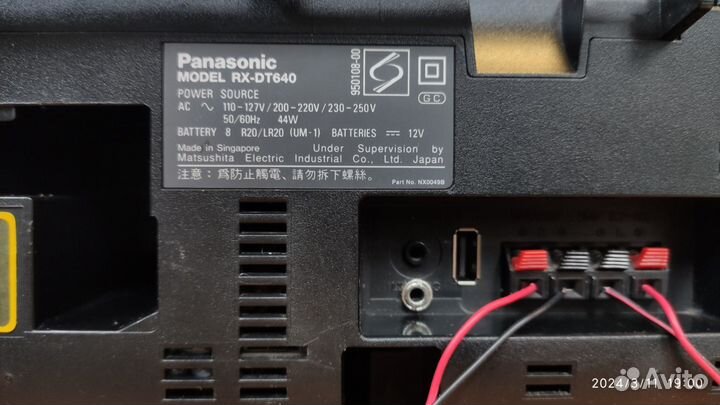 Panasonic
MODEL RX-DT640
POWER SOURCE
AC ∿ 110-127V/200-220V/230-250V
50/60Hz 44W
BATTERY 8 R20/LR20 (UM-1) BATTERIES ⎓ 12V
Made in Singapore Under Supervision by
Matsushita Electric Industrial Co., Ltd. Japan
注意：為防止觸電、請勿拆下螺絲。
Part No. NX0049B
950108-00
GC
2024/3/11 19:00
Avito